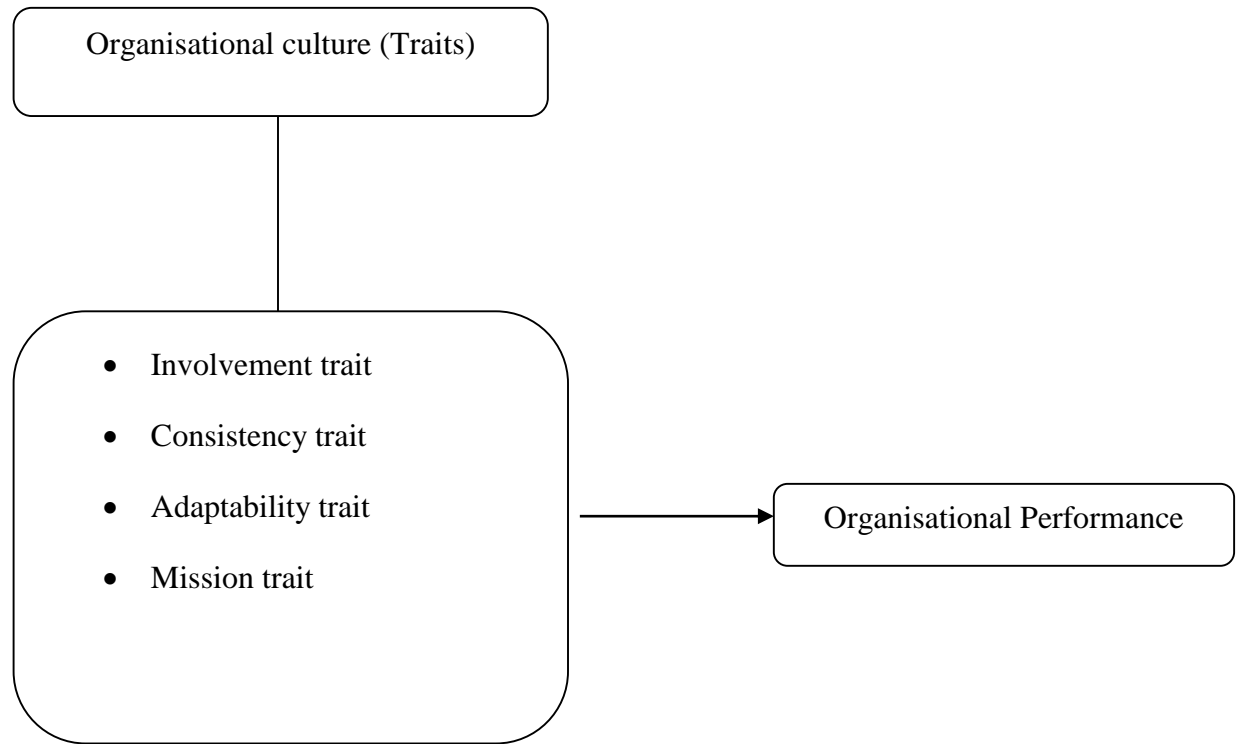 Organisational culture (Traits)
• Involvement trait
• Consistency trait
• Adaptability trait
• Mission trait
Organisational Performance